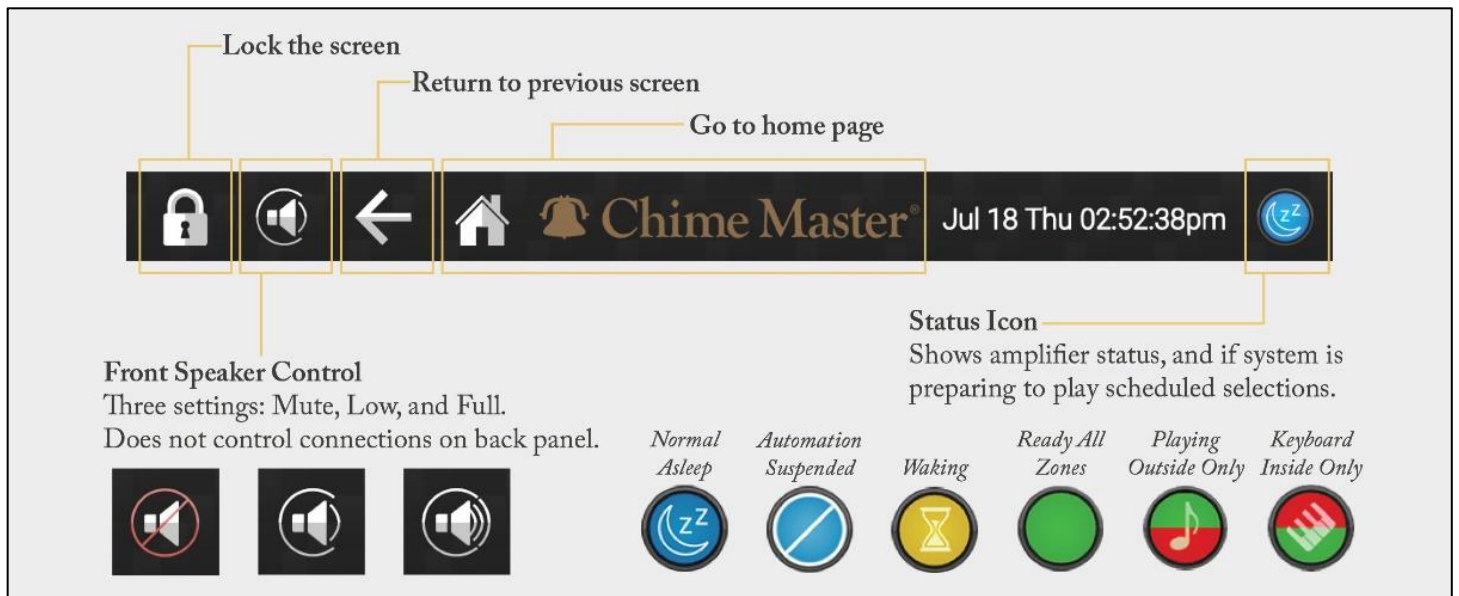 Lock the screen
Return to previous screen
Go to home page
Chime Master®
Jul 18 Thu 02:52:38pm
zz
Status Icon
Shows amplifier status, and if system is
preparing to play scheduled selections.
Front Speaker Control
Three settings: Mute, Low, and Full.
Does not control connections on back panel.
Normal
Asleep
Automation
Suspended
Waking
Ready All
Zones
Playing
Outside Only
Keyboard
Inside Only
zz